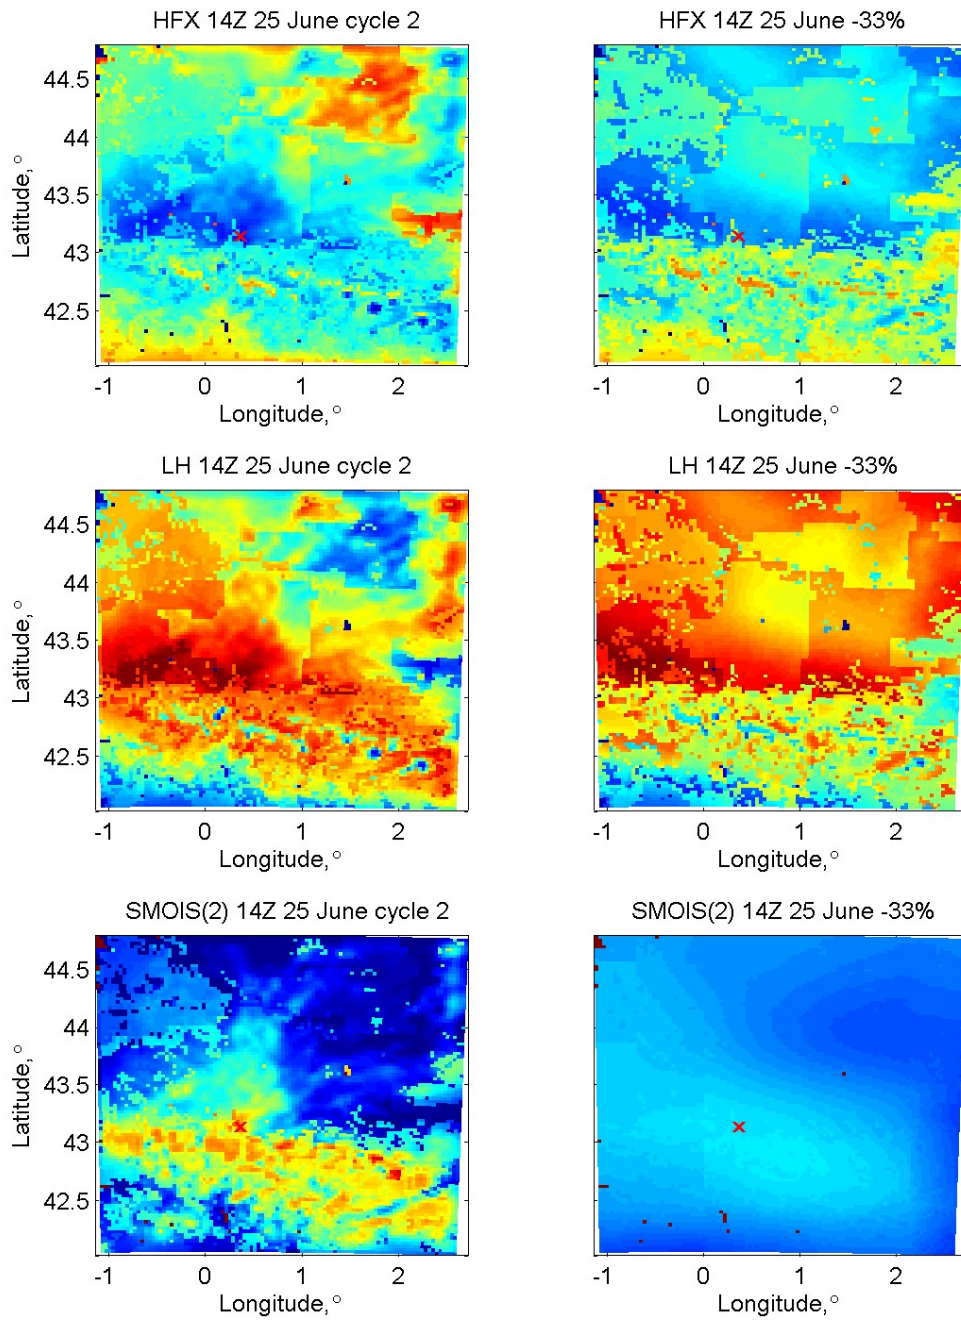 HFX 14Z 25 June cycle 2
HFX 14Z 25 June -33%
44.5
44
43.5
43
42.5
Latitude,°
-1 0 1 2
Longitude,°
-1 0 1 2
Longitude,°
LH 14Z 25 June cycle 2
LH 14Z 25 June -33%
44.5
44
43.5
43
42.5
Latitude,°
-1 0 1 2
Longitude,°
-1 0 1 2
Longitude,°
SMOIS(2) 14Z 25 June cycle 2
SMOIS(2) 14Z 25 June -33%
44.5
44
43.5
43
42.5
Latitude,°
-1 0 1 2
Longitude,°
-1 0 1 2
Longitude,°